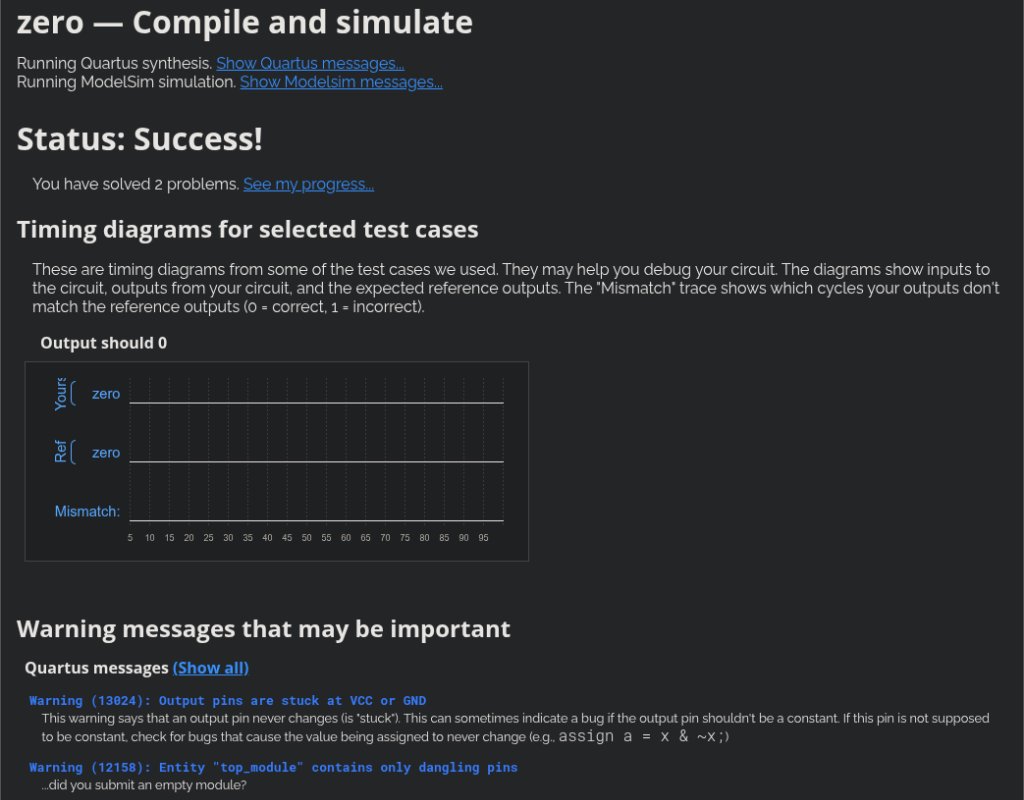 zero — Compile and simulate
Running Quartus synthesis. Show Quartus messages...
Running ModelSim simulation. Show Modelsim messages...
Status: Success!
You have solved 2 problems. See my progress...
Timing diagrams for selected test cases
These are timing diagrams from some of the test cases we used. They may help you debug your circuit. The diagrams show inputs to
the circuit, outputs from your circuit, and the expected reference outputs. The "Mismatch" trace shows which cycles your outputs don't
match the reference outputs (0 = correct, 1 = incorrect).
Output should 0
Yours zero
Ref zero
Mismatch:
5 10 15 20 25 30 35 40 45 50 55 60 65 70 75 80 85 90 95
Warning messages that may be important
Quartus messages (Show all)
Warning (13024): Output pins are stuck at VCC or GND
This warning says that an output pin never changes (is "stuck"). This can sometimes indicate a bug if the output pin shouldn't be a constant. If this pin is not supposed
to be constant, check for bugs that cause the value being assigned to never change (e.g., assign a = x & ~x;)
Warning (12158): Entity "top_module" contains only dangling pins
...did you submit an empty module?